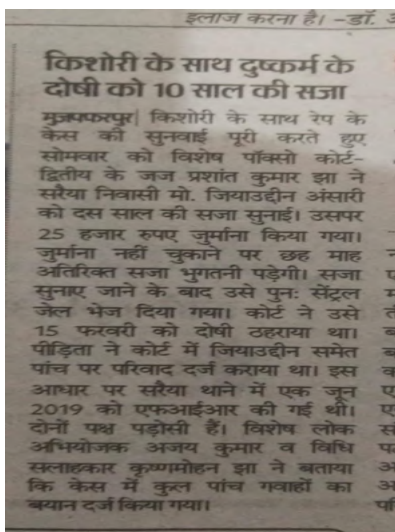 इलाज करना है। -डॉ.
किशोरी के साथ दुष्कर्म के
दोषी को 10 साल की सजा
मुजफ्फरपुर| किशोरी के साथ रेप के
केस की सुनवाई पूरी करते हुए
सोमवार को विशेष पॉक्सो कोर्ट-
द्वितीय के जज प्रशांत कुमार झा ने
सरैया निवासी मो. जियाउद्दीन अंसारी
को दस साल की सजा सुनाई। उसपर
25 हजार रुपए जुर्माना किया गया।
जुर्माना नहीं चुकाने पर छह माह
अतिरिक्त सजा भुगतनी पड़ेगी। सजा
सुनाए जाने के बाद उसे पुनः सेंट्रल
जेल भेज दिया गया। कोर्ट ने उसे
15 फरवरी को दोषी ठहराया था।
पीड़िता ने कोर्ट में जियाउद्दीन समेत
पांच पर परिवाद दर्ज कराया था। इस
आधार पर सरैया थाने में एक जून
2019 को एफआईआर की गई थी।
दोनों पक्ष पड़ोसी हैं। विशेष लोक
अभियोजक अजय कुमार व विधि
सलाहकार कृष्णमोहन झा ने बताया
कि केस में कुल पांच गवाहों का
बयान दर्ज किया गया।